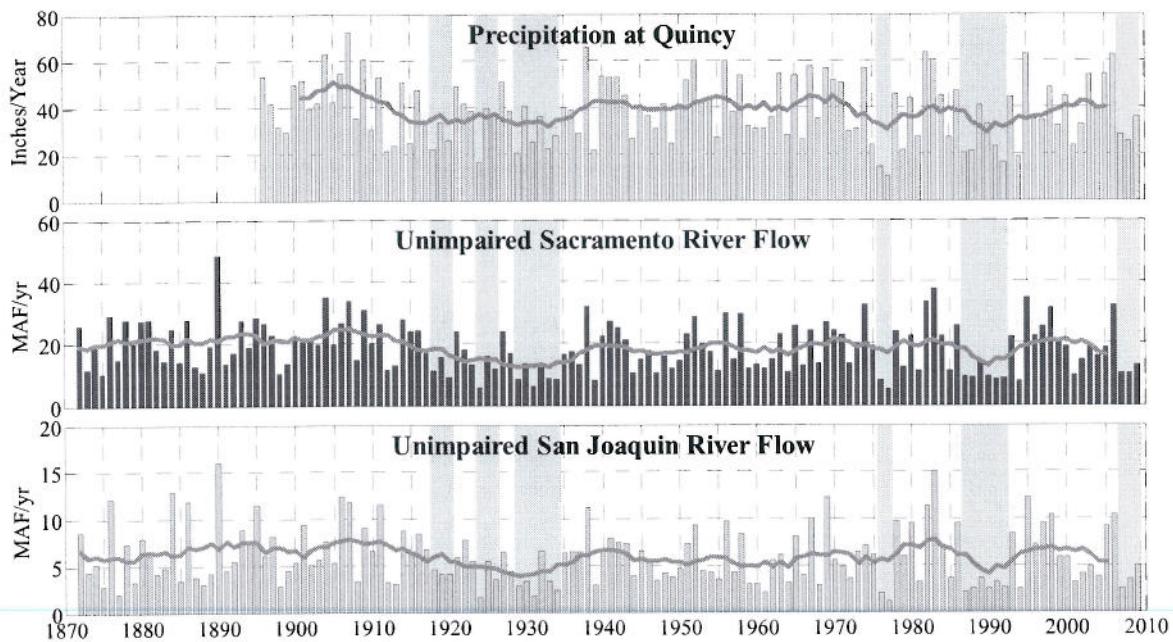 Precipitation at Quincy
Inches/Year
80
60
40
20
0
Unimpaired Sacramento River Flow
MAF/yr
60
40
20
0
Unimpaired San Joaquin River Flow
MAF/yr
20
15
10
5
0
1870 1880 1890 1900 1910 1920 1930 1940 1950 1960 1970 1980 1990 2000 2010